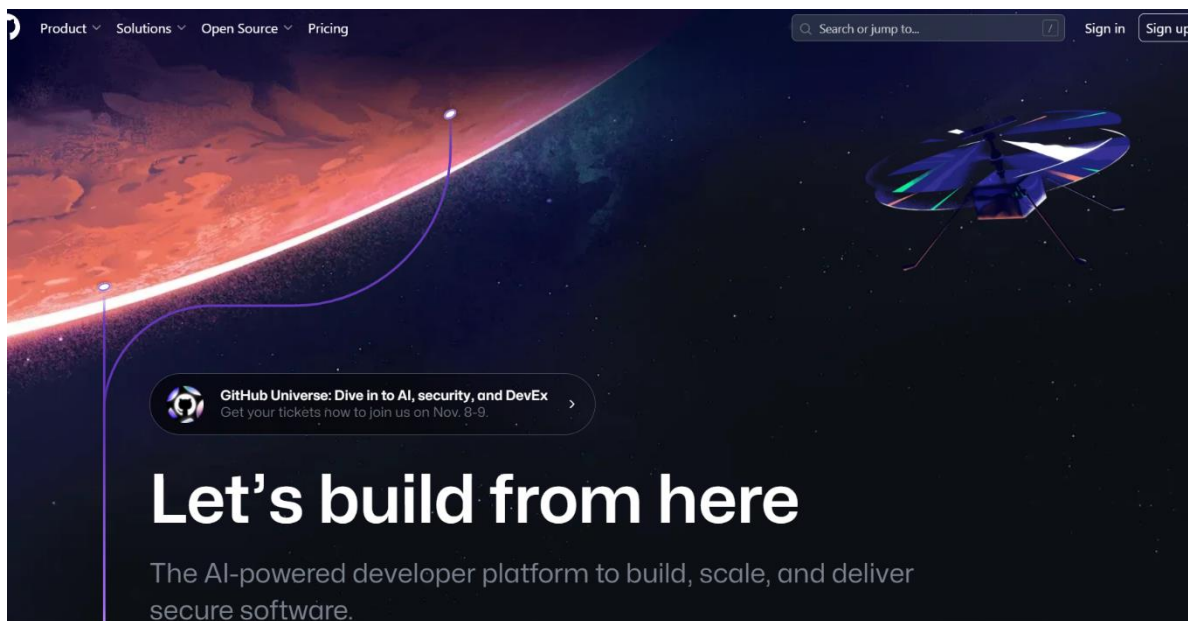 Product
Solutions
Open Source
Pricing
Search or jump to...
/
Sign in
Sign up
GitHub Universe: Dive in to AI, security, and DevEx
Get your tickets now to join us on Nov. 8-9.
Let's build from here
The AI-powered developer platform to build, scale, and deliver
secure software.